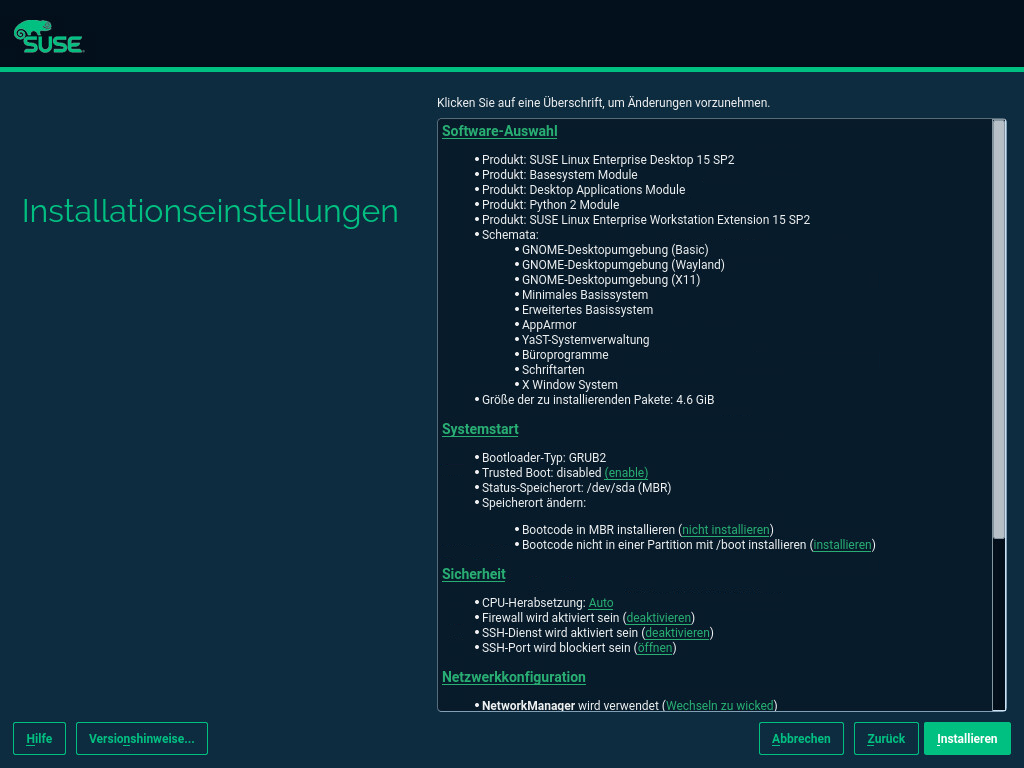 SUSE
Klicken Sie auf eine Überschrift, um Änderungen vorzunehmen.
Installationseinstellungen
Software-Auswahl
• Produkt: SUSE Linux Enterprise Desktop 15 SP2
• Produkt: Basesystem Module
• Produkt: Desktop Applications Module
• Produkt: Python 2 Module
• Produkt: SUSE Linux Enterprise Workstation Extension 15 SP2
• Schemata:
• GNOME-Desktopumgebung (Basic)
• GNOME-Desktopumgebung (Wayland)
• GNOME-Desktopumgebung (X11)
• Minimales Basissystem
• Erweitertes Basissystem
• AppArmor
• YaST-Systemverwaltung
• Büroprogramme
• Schriftarten
• X Window System
• Größe der zu installierenden Pakete: 4.6 GiB
Systemstart
• Bootloader-Typ: GRUB2
• Trusted Boot: disabled (enable)
• Status-Speicherort: /dev/sda (MBR)
• Speicherort ändern:
• Bootcode in MBR installieren (nicht installieren)
• Bootcode nicht in einer Partition mit /boot installieren (installieren)
Sicherheit
• CPU-Herabsetzung: Auto
• Firewall wird aktiviert sein (deaktivieren)
• SSH-Dienst wird aktiviert sein (deaktivieren)
• SSH-Port wird blockiert sein (öffnen)
Netzwerkkonfiguration
• NetworkManager wird verwendet (Wechseln zu wicked)
Hilfe
Versionshinweise...
Abbrechen
Zurück
Installieren